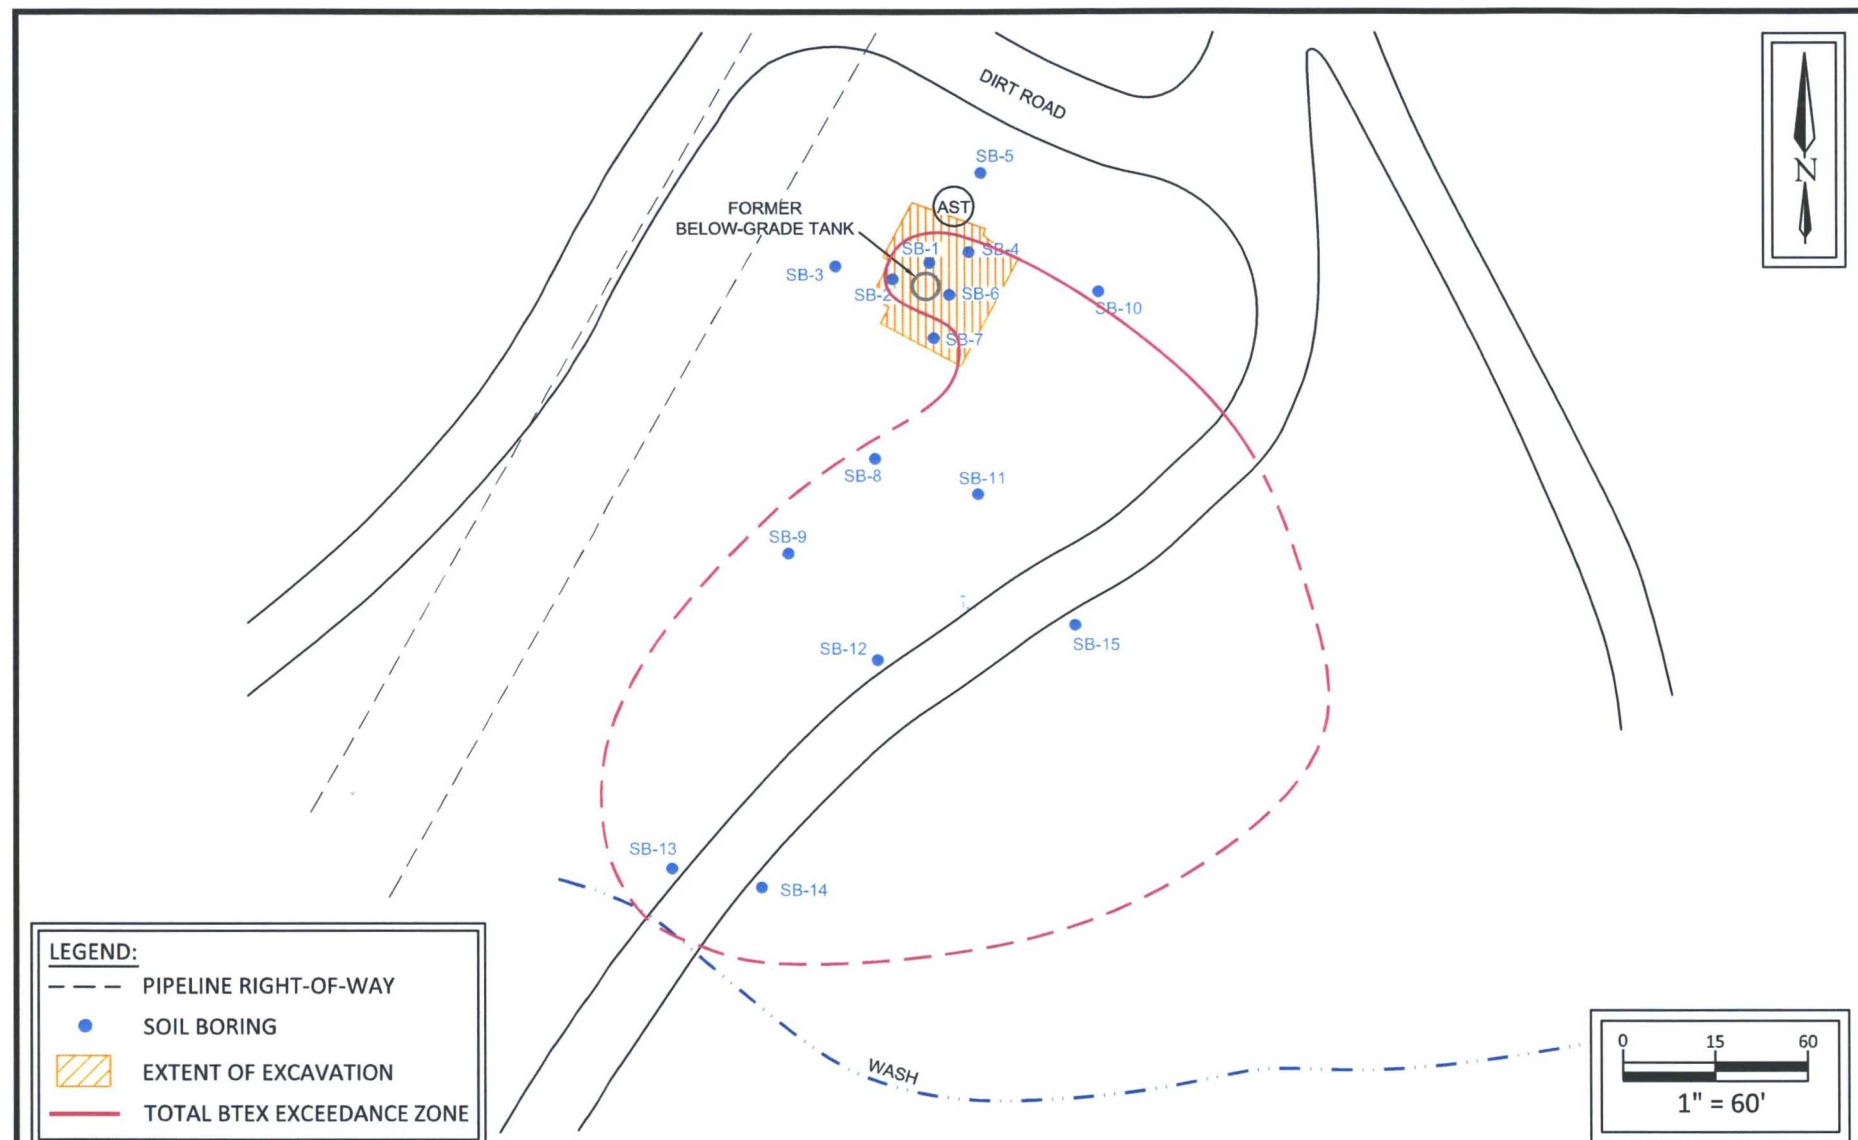 DIRT ROAD
N
SB-5
AST
FORMER
BELOW-GRADE TANK
SB-1
SB-4
SB-3
SB-2
SB-6
SB-10
SB-7
SB-8
SB-11
SB-9
SB-12
SB-15
SB-13
SB-14
WASH
LEGEND:
PIPELINE RIGHT-OF-WAY
SOIL BORING
EXTENT OF EXCAVATION
TOTAL BTEX EXCEEDANCE ZONE
0 15 60
1" = 60'